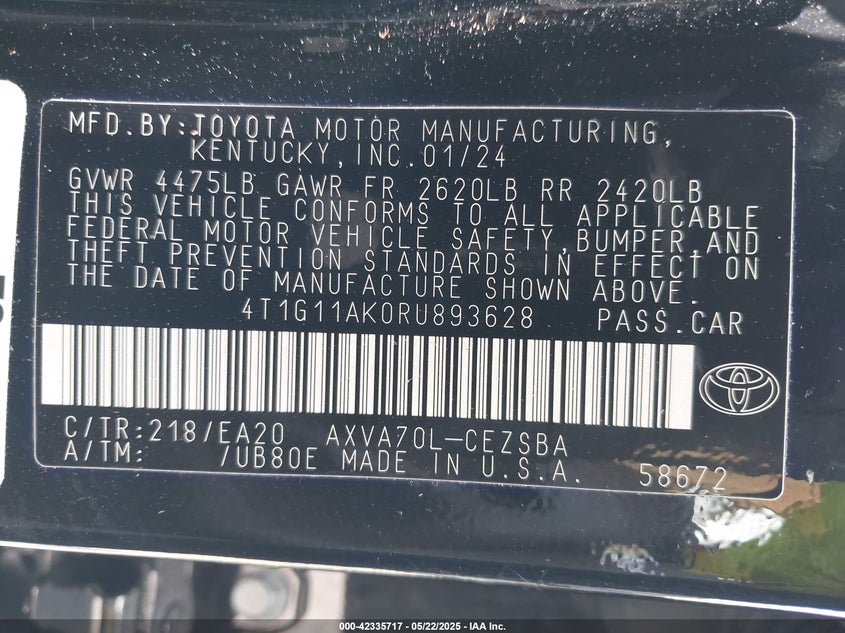 MFD.BY:TOYOTA MOTOR MANUFACTURING,
KENTUCKY,INC.01/24
GVWR 4475LB GAWR FR 2620LB RR 2420LB
THIS VEHICLE CONFORMS TO ALL APPLICABLE
FEDERAL MOTOR VEHICLE SAFETY,BUMPER,AND
THEFT PREVENTION STANDARDS IN EFFECT ON
THE DATE OF MANUFACTURE SHOWN ABOVE.
4T1G11AK0RU893628 PASS.CAR
C/TR:218/EA20 AXVA70L-CEZSBA
A/TM: /UB80E MADE IN U.S.A. 58672
000-42335717 - 05/22/2025 - IAA Inc.